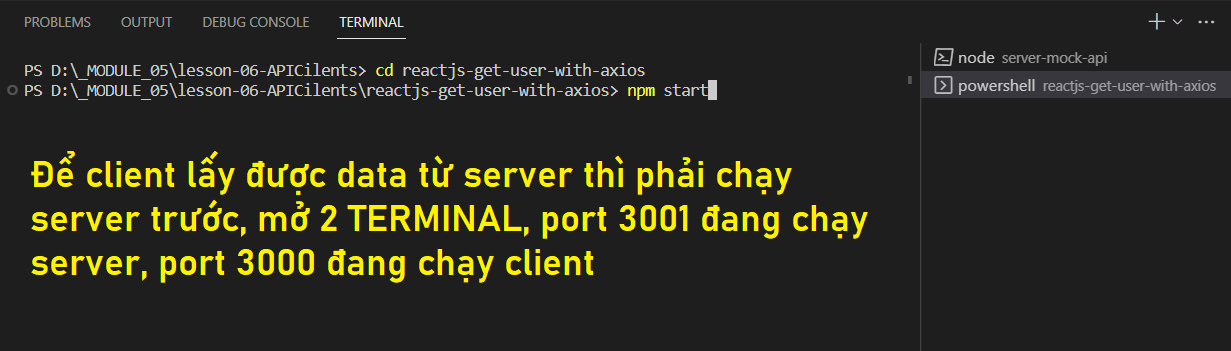 PROBLEMS OUTPUT DEBUG CONSOLE TERMINAL
PS D:\_MODULE_05\lesson-06-APICilents> cd reactjs-get-user-with-axios
PS D:\_MODULE_05\lesson-06-APICilents\reactjs-get-user-with-axios> npm start
node server-mock-api
powershell reactjs-get-user-with-axios
Để client lấy được data từ server thì phải chạy
server trước, mở 2 TERMINAL, port 3001 đang chạy
server, port 3000 đang chạy client